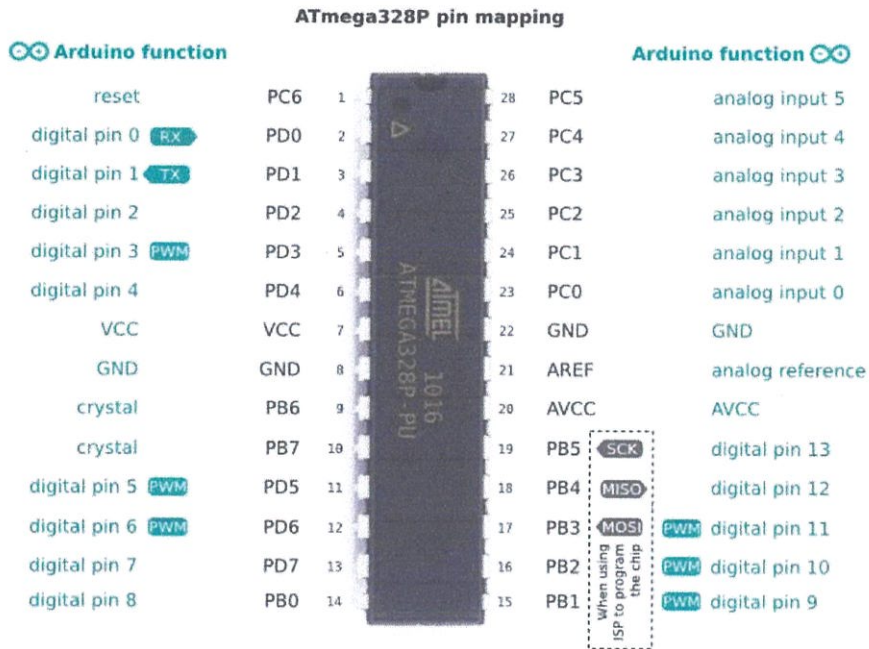 ATmega328P pin mapping
Arduino function
Arduino function
reset PC6 1 28 PC5 analog input 5
digital pin 0 RX PD0 2 27 PC4 analog input 4
digital pin 1 TX PD1 3 26 PC3 analog input 3
digital pin 2 PD2 4 25 PC2 analog input 2
digital pin 3 PWM PD3 5 24 PC1 analog input 1
digital pin 4 PD4 6 23 PC0 analog input 0
VCC VCC 7 22 GND GND
GND GND 8 21 AREF analog reference
crystal PB6 9 20 AVCC AVCC
crystal PB7 10 19 PB5 SCK digital pin 13
digital pin 5 PWM PD5 11 18 PB4 MISO digital pin 12
digital pin 6 PWM PD6 12 17 PB3 MOSI PWM digital pin 11
digital pin 7 PD7 13 16 PB2 PWM digital pin 10
digital pin 8 PB0 14 15 PB1 PWM digital pin 9
When using
ISP to program
the chip
ATMEL 1016
ATMEGA328P-PU